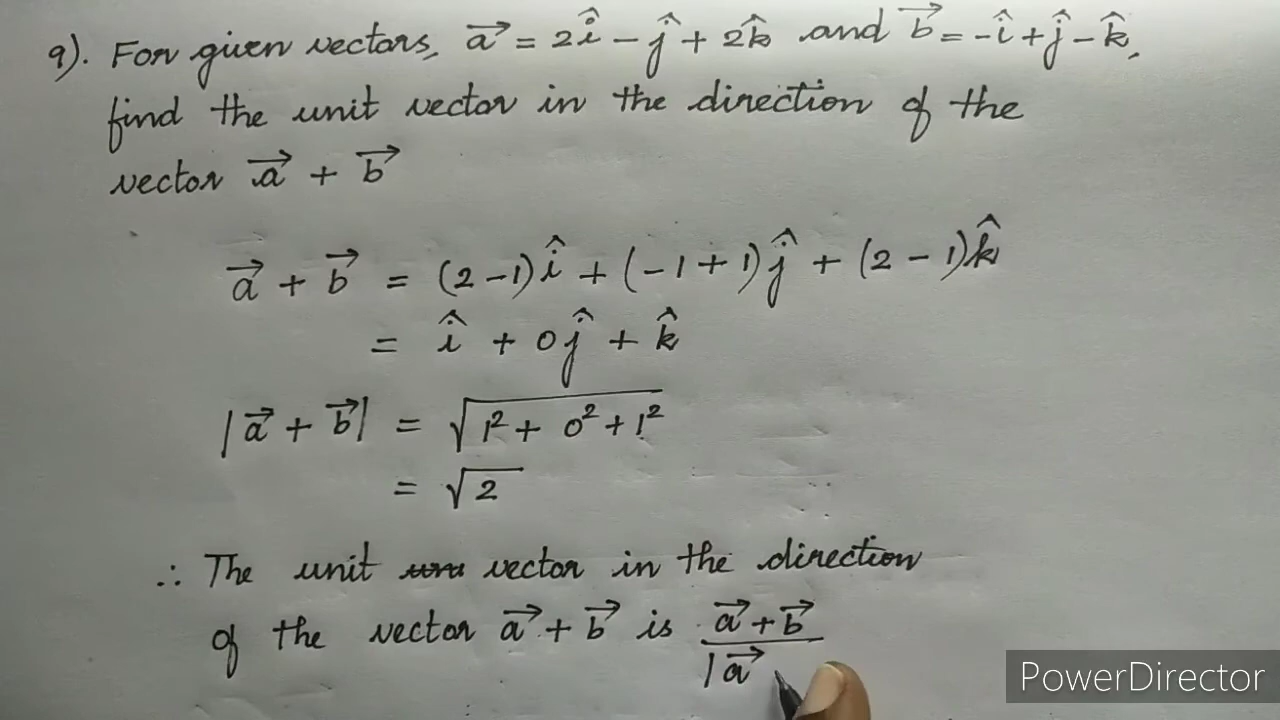 9). For given vectors, a⃗ = 2î - ĵ + 2k̂ and b⃗ = -î + ĵ - k̂,
find the unit vector in the direction of the
vector a⃗ + b⃗
a⃗ + b⃗ = (2-1)î + (-1+1)ĵ + (2-1)k̂
= î + 0ĵ + k̂
|a⃗ + b⃗| = √(1² + 0² + 1²)
= √2
∴ The unit vector in the direction
of the vector a⃗ + b⃗ is a⃗ + b⃗
|a⃗
PowerDirector